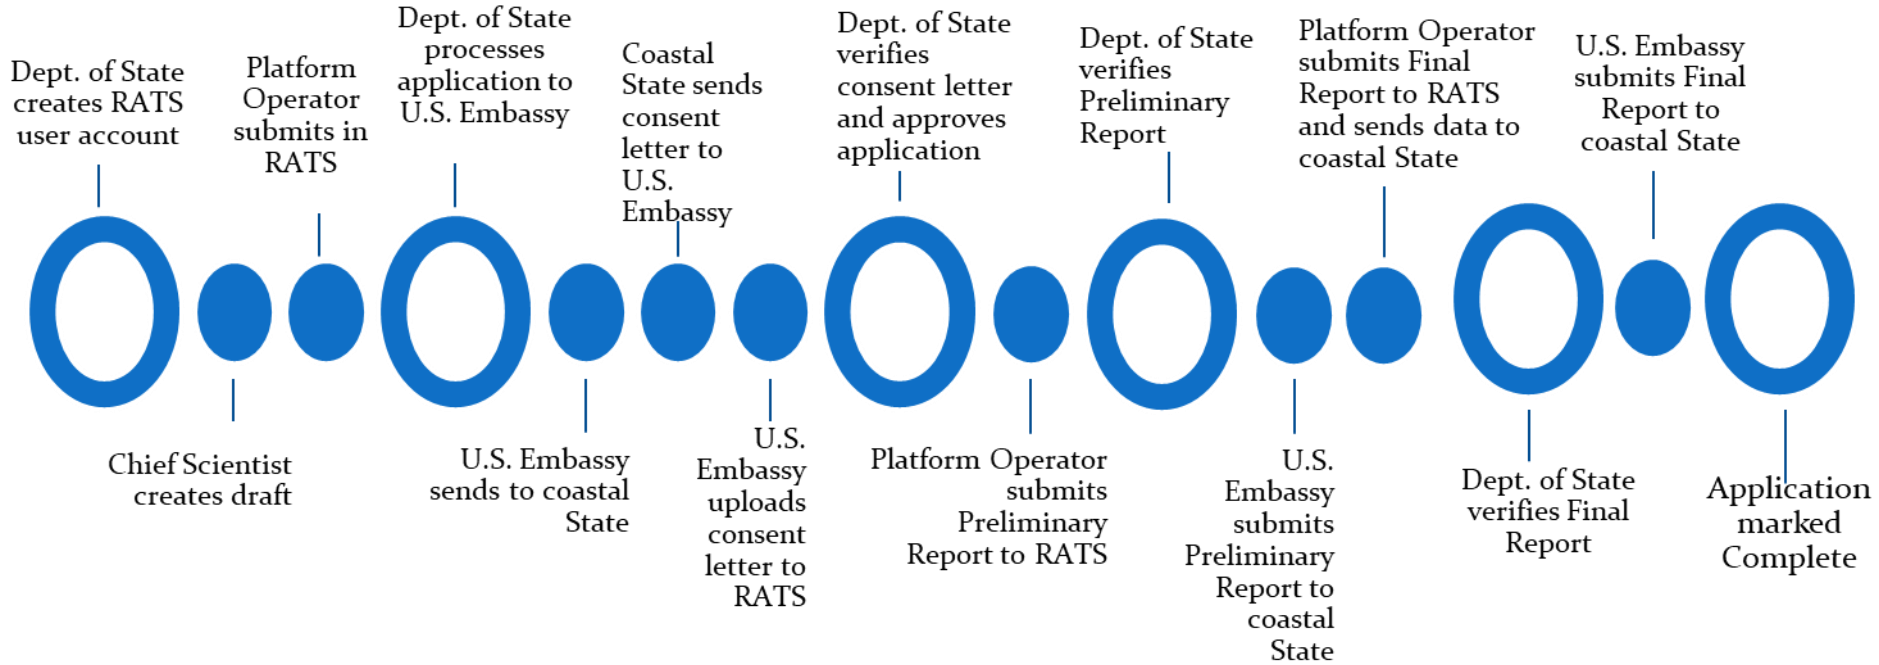 Dept. of State
creates RATS
user account
Chief Scientist
creates draft
Platform
Operator
submits in
RATS
Dept. of State
processes
application to
U.S. Embassy
U.S. Embassy
sends to coastal
State
Coastal
State sends
consent
letter to
U.S.
Embassy
U.S.
Embassy
uploads
consent
letter to
RATS
Dept. of State
verifies
consent letter
and approves
application
Platform Operator
submits
Preliminary
Report to RATS
Dept. of State
verifies
Preliminary
Report
U.S.
Embassy
submits
Preliminary
Report to
coastal
State
Platform Operator
submits Final
Report to RATS
and sends data to
coastal State
Dept. of State
verifies Final
Report
U.S. Embassy
submits Final
Report to
coastal State
Application
marked
Complete